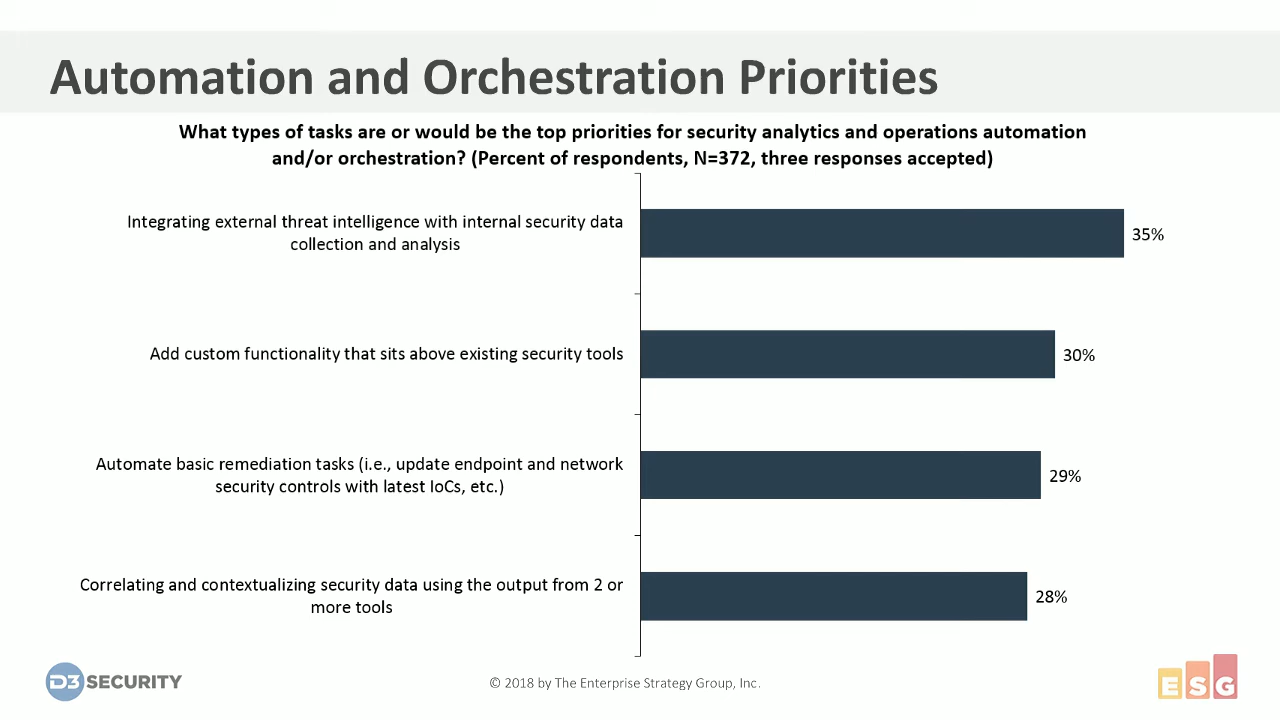 Automation and Orchestration Priorities
What types of tasks are or would be the top priorities for security analytics and operations automation
and/or orchestration? (Percent of respondents, N=372, three responses accepted)
Integrating external threat intelligence with internal security data
collection and analysis
35%
Add custom functionality that sits above existing security tools
30%
Automate basic remediation tasks (i.e., update endpoint and network
security controls with latest IoCs, etc.)
29%
Correlating and contextualizing security data using the output from 2 or
more tools
28%
D3 SECURITY
© 2018 by The Enterprise Strategy Group, Inc.
ESG